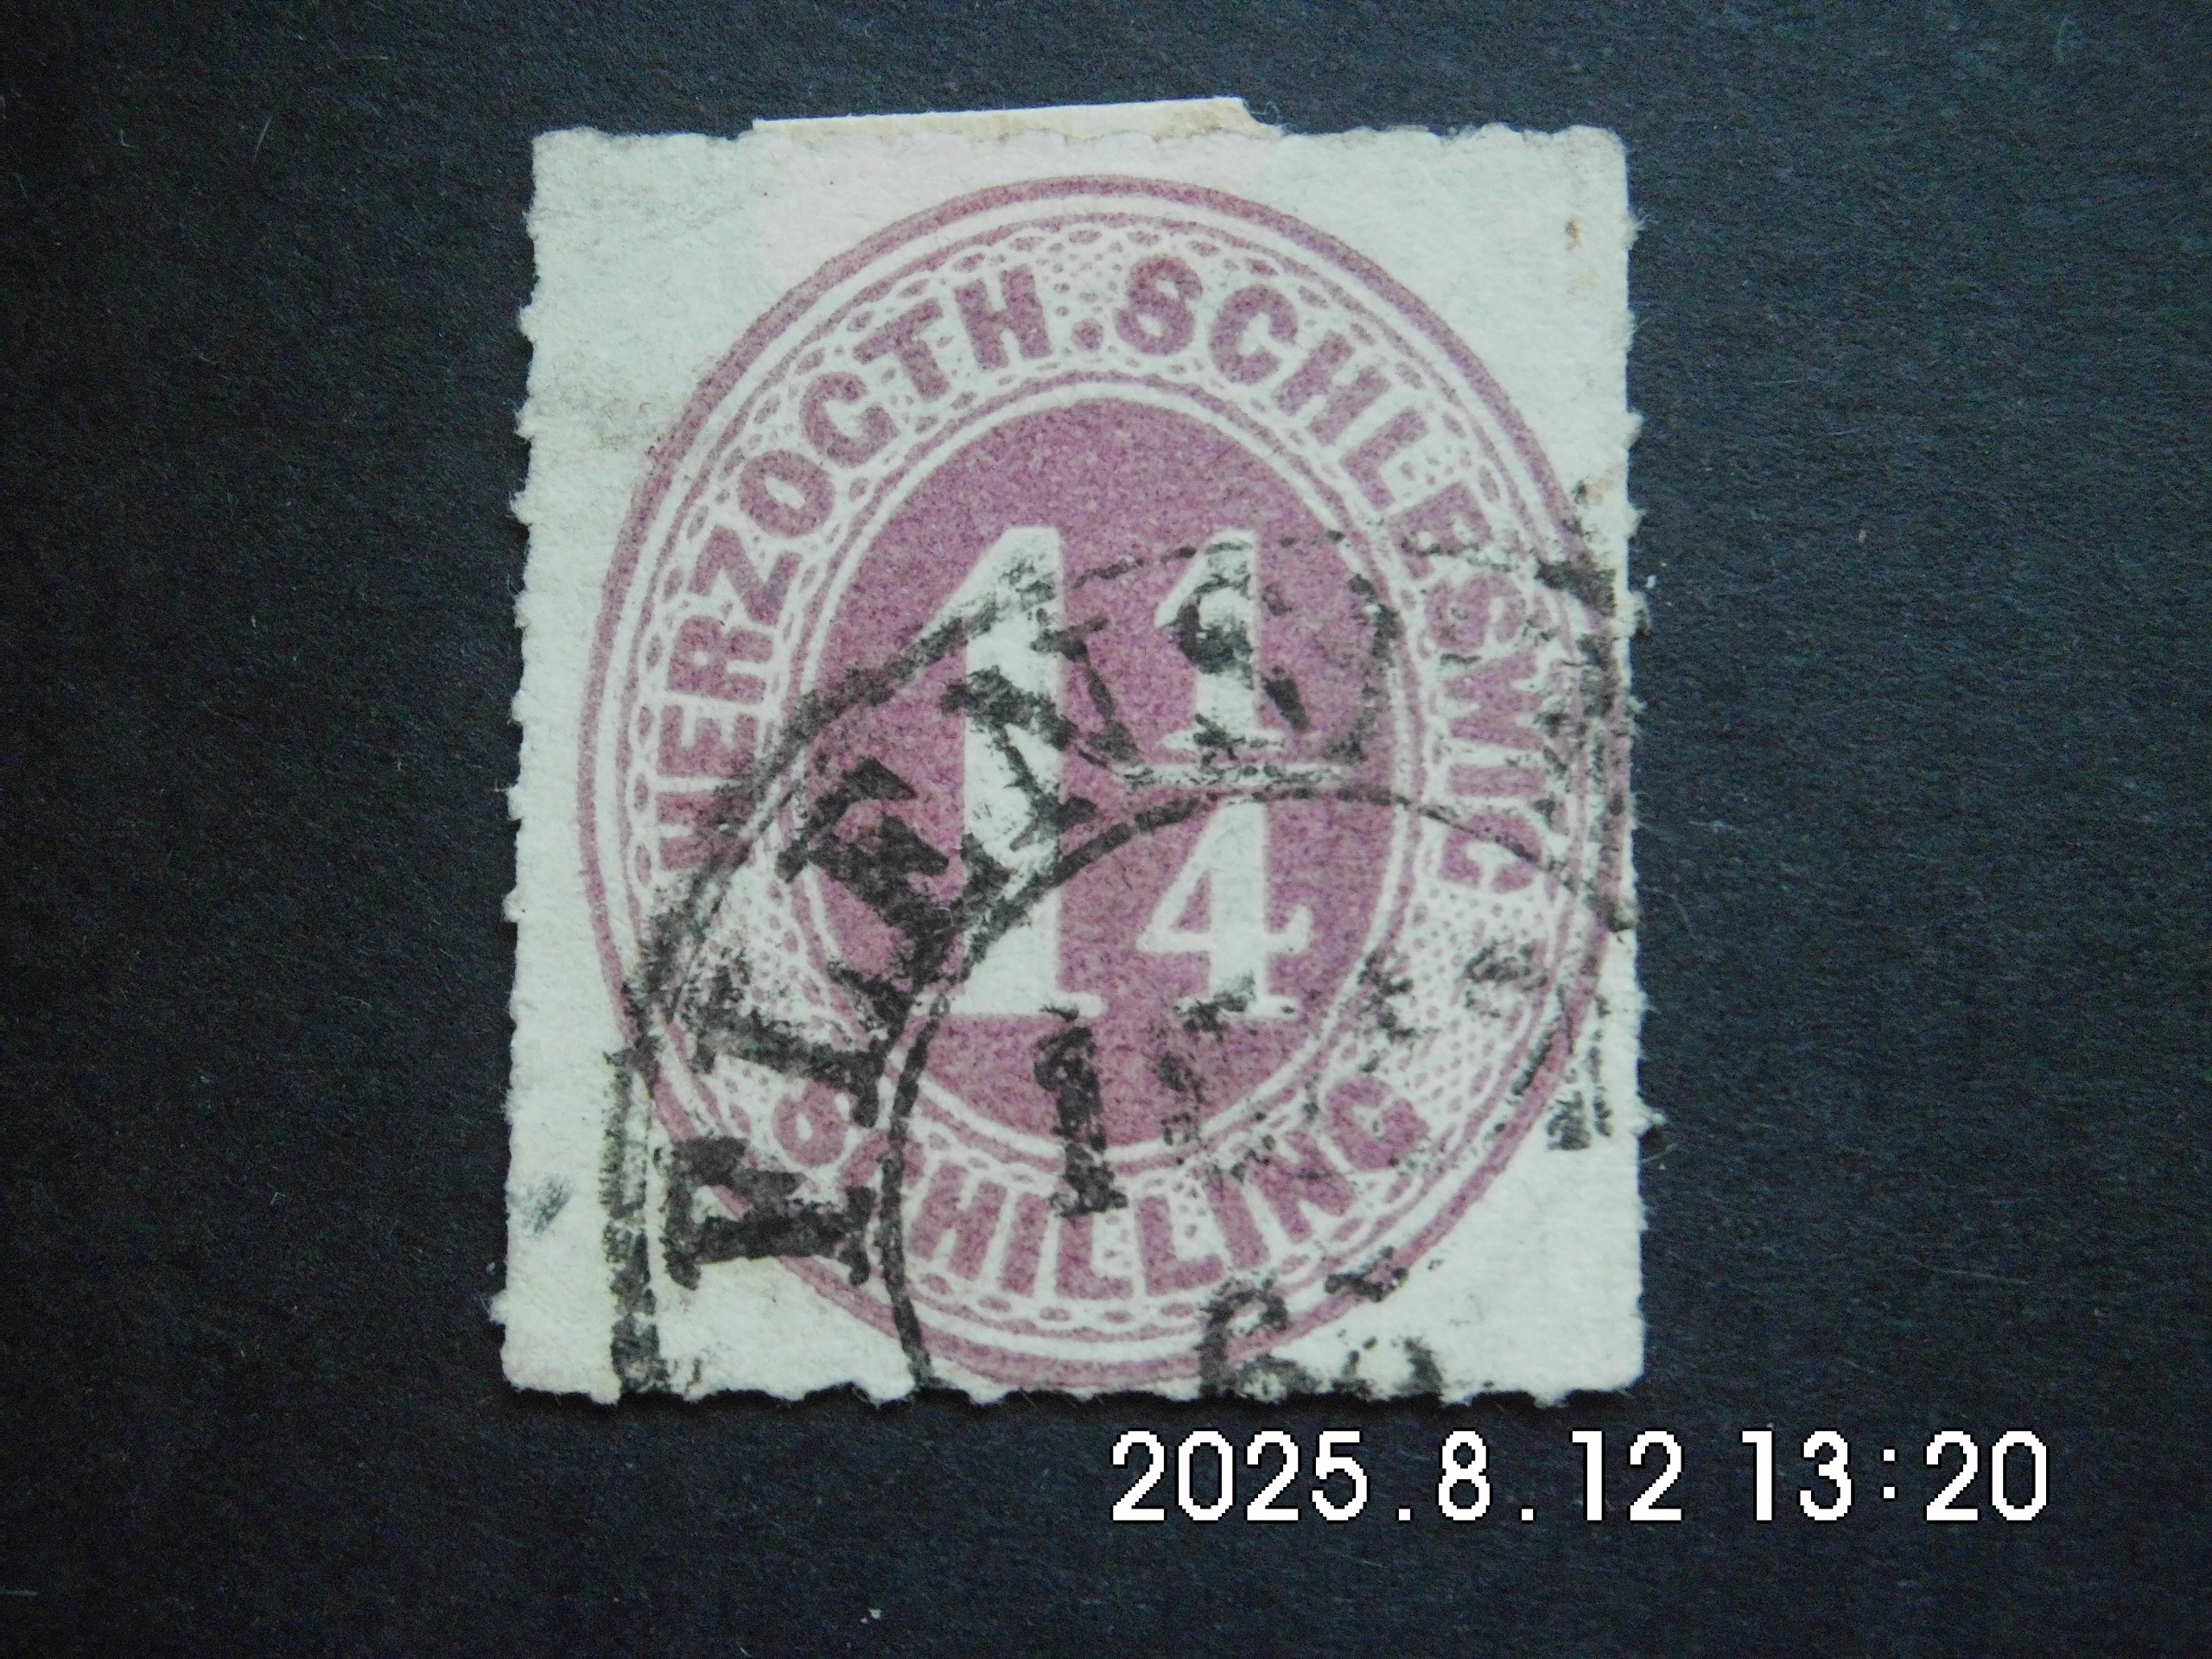 HERZOGTH. SCHLESWIG
1 1/4
SCHILLING
2025.8.12 13:20